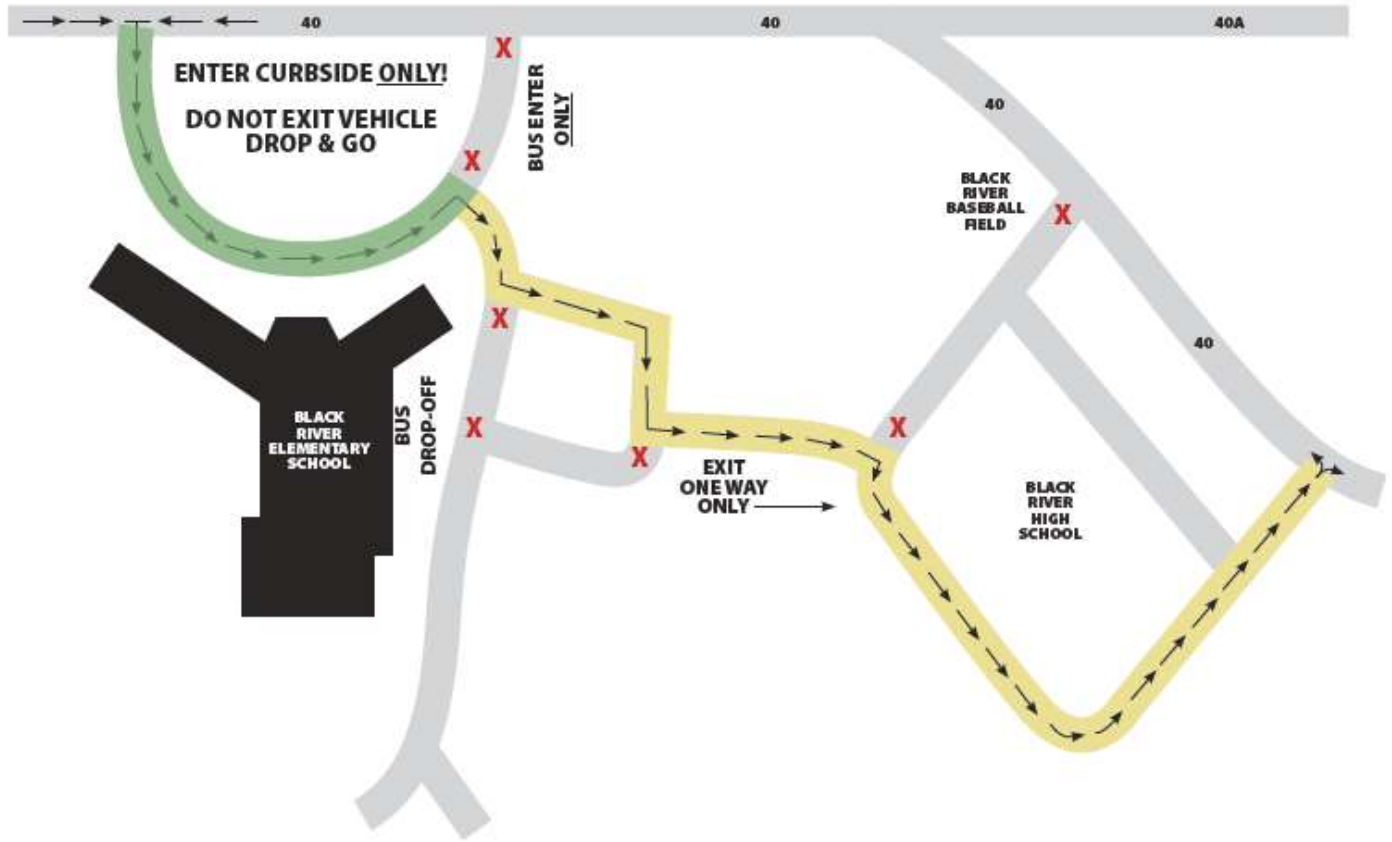 40
40
40A
ENTER CURBSIDE ONLY!
DO NOT EXIT VEHICLE
DROP & GO
X
X
BUS ENTER
ONLY
40
BLACK
RIVER
BASEBALL
FIELD
X
X
40
X
X
X
BUS
DROP-OFF
BLACK
RIVER
ELEMENTARY
SCHOOL
EXIT
ONE WAY
ONLY
BLACK
RIVER
HIGH
SCHOOL